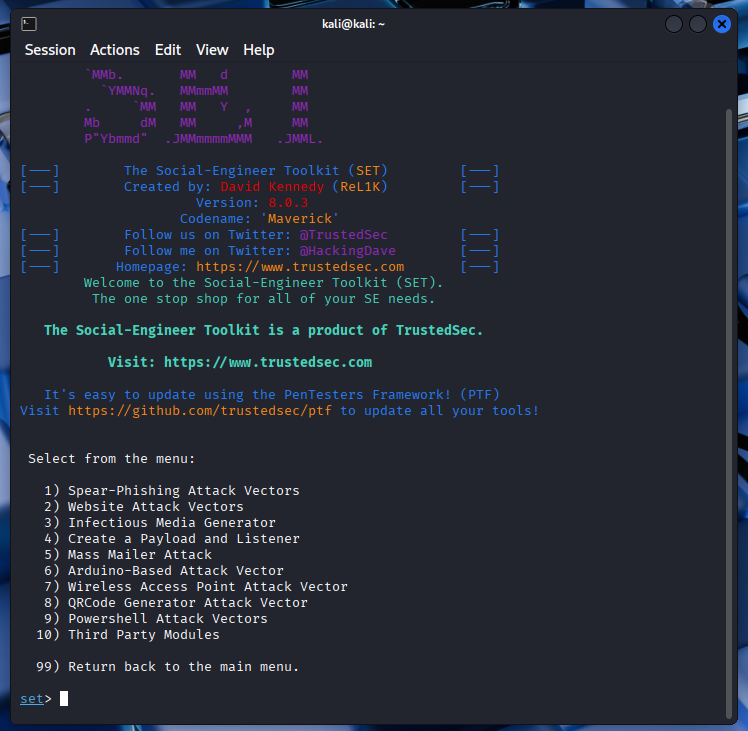 kali@kali: ~
Session Actions Edit View Help
`MMb. MM d MM
`YMMNq. MMmmMM MM
. `MM MM Y , MM
Mb dM MM ,M MM
P"Ybmmd" .JMMmmmmMMM .JMML.
[---] The Social-Engineer Toolkit (SET) [---]
[---] Created by: David Kennedy (ReL1K) [---]
Version: 8.0.3
Codename: 'Maverick'
[---] Follow us on Twitter: @TrustedSec [---]
[---] Follow me on Twitter: @HackingDave [---]
[---] Homepage: https://www.trustedsec.com [---]
Welcome to the Social-Engineer Toolkit (SET).
The one stop shop for all of your SE needs.
The Social-Engineer Toolkit is a product of TrustedSec.
Visit: https://www.trustedsec.com
It's easy to update using the PenTesters Framework! (PTF)
Visit https://github.com/trustedsec/ptf to update all your tools!
Select from the menu:
1) Spear-Phishing Attack Vectors
2) Website Attack Vectors
3) Infectious Media Generator
4) Create a Payload and Listener
5) Mass Mailer Attack
6) Arduino-Based Attack Vector
7) Wireless Access Point Attack Vector
8) QRCode Generator Attack Vector
9) Powershell Attack Vectors
10) Third Party Modules
99) Return back to the main menu.
set>